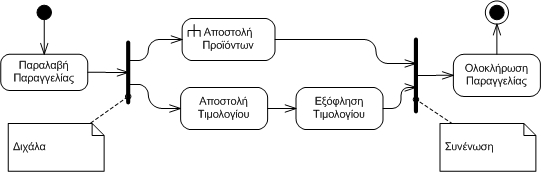 Παραλαβή
Παραγγελίας
Αποστολή
Προϊόντων
Αποστολή
Τιμολογίου
Εξόφληση
Τιμολογίου
Ολοκλήρωση
Παραγγελίας
Διχάλα
Συνένωση